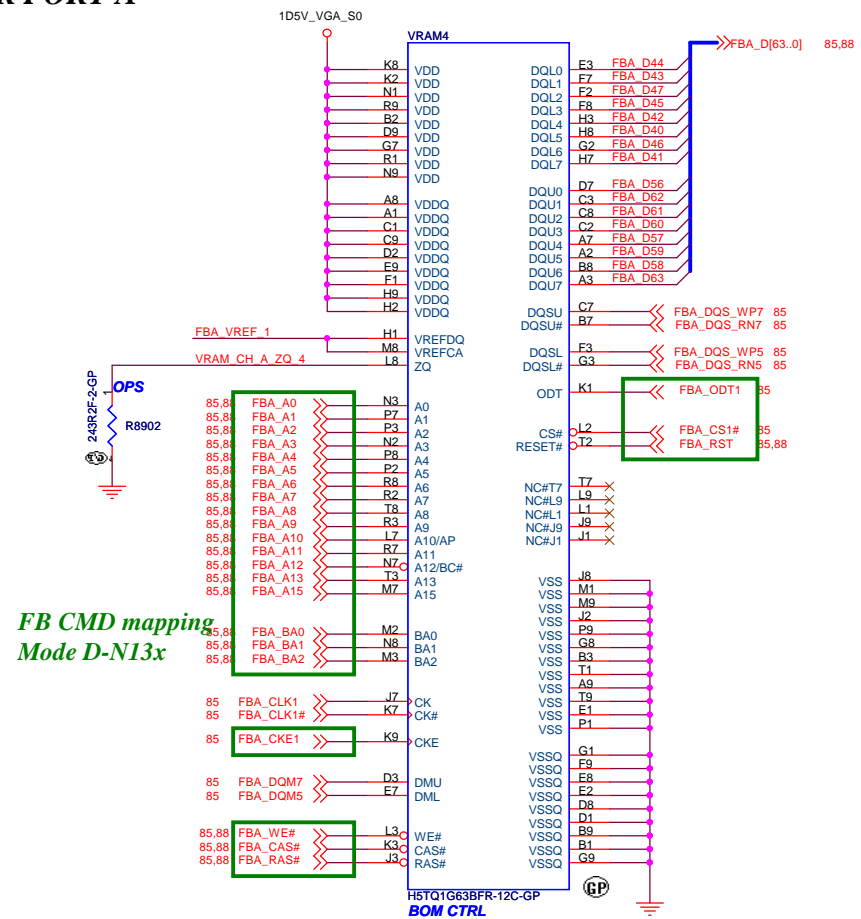 1D5V_VGA_S0
VRAM4
FBA_D[63..0] 85,88
K8 VDD DQL0 E3 FBA_D44
K2 VDD DQL1 F7 FBA_D43
N1 VDD DQL2 F2 FBA_D47
R9 VDD DQL3 F8 FBA_D45
B2 VDD DQL4 H3 FBA_D42
D9 VDD DQL5 H8 FBA_D40
G7 VDD DQL6 G2 FBA_D46
R1 VDD DQL7 H7 FBA_D41
N9 VDD
DQU0 D7 FBA_D56
A8 VDDQ DQU1 C3 FBA_D62
A1 VDDQ DQU2 C8 FBA_D61
C1 VDDQ DQU3 C2 FBA_D60
C9 VDDQ DQU4 A7 FBA_D57
D2 VDDQ DQU5 A2 FBA_D59
E9 VDDQ DQU6 B8 FBA_D58
F1 VDDQ DQU7 A3 FBA_D63
H9 VDDQ
H2 VDDQ DQSU C7 FBA_DQS_WP7 85
DQSU# B7 FBA_DQS_RN7 85
FBA_VREF_1 H1 VREFDQ
M8 VREFCA DQSL F3 FBA_DQS_WP5 85
VRAM_CH_A_ZQ_4 L8 ZQ DQSL# G3 FBA_DQS_RN5 85
1 OPS
243R2F-2-GP
R8902
ODT K1 FBA_ODT1 85
85,88 FBA_A0 N3 A0
85,88 FBA_A1 P7 A1
85,88 FBA_A2 P3 A2 CS# L2 FBA_CS1# 85
85,88 FBA_A3 N2 A3 RESET# T2 FBA_RST 85,88
85,88 FBA_A4 P8 A4
85,88 FBA_A5 P2 A5
85,88 FBA_A6 R8 A6 NC#T7 T7
85,88 FBA_A7 R2 A7 NC#L9 L9
85,88 FBA_A8 T8 A8 NC#L1 L1
85,88 FBA_A9 R3 A9 NC#J9 J9
85,88 FBA_A10 L7 A10/AP NC#J1 J1
85,88 FBA_A11 R7 A11
85,88 FBA_A12 N7 A12/BC#
85,88 FBA_A13 T3 A13 VSS J8
85,88 FBA_A15 M7 A15 VSS M1
VSS M9
FB CMD mapping
Mode D-N13x
VSS J2
85,88 FBA_BA0 M2 BA0 VSS P9
85,88 FBA_BA1 N8 BA1 VSS G8
85,88 FBA_BA2 M3 BA2 VSS B3
VSS T1
VSS A9
85 FBA_CLK1 J7 CK VSS T9
85 FBA_CLK1# K7 CK# VSS E1
VSS P1
85 FBA_CKE1 K9 CKE
VSSQ G1
VSSQ F9
85 FBA_DQM7 D3 DMU VSSQ E8
85 FBA_DQM5 E7 DML VSSQ E2
VSSQ D8
VSSQ D1
85,88 FBA_WE# L3 WE# VSSQ B9
85,88 FBA_CAS# K3 CAS# VSSQ B1
85,88 FBA_RAS# J3 RAS# VSSQ G9
GP
H5TQ1G63BFR-12C-GP
BOM CTRL